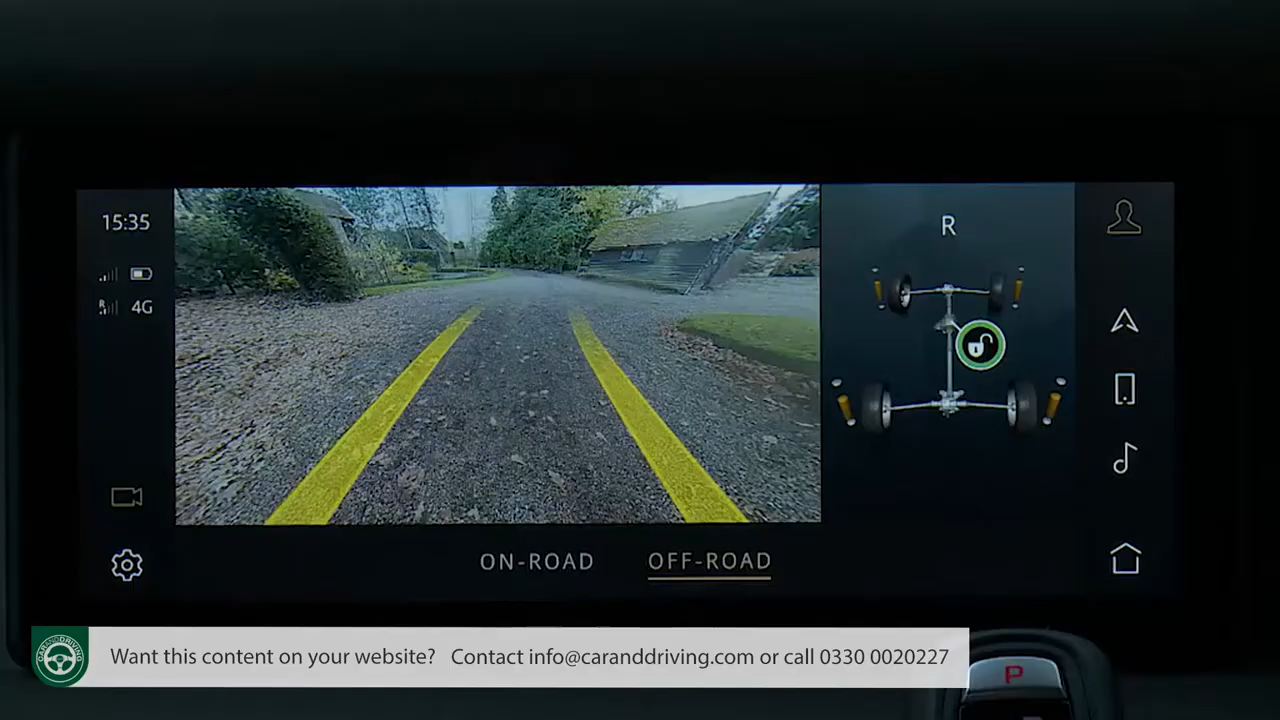 15:35
R
R
4G
ON-ROAD
OFF-ROAD
CARANDDRIVING
Want this content on your website? Contact info@caranddriving.com or call 0330 0020227
P